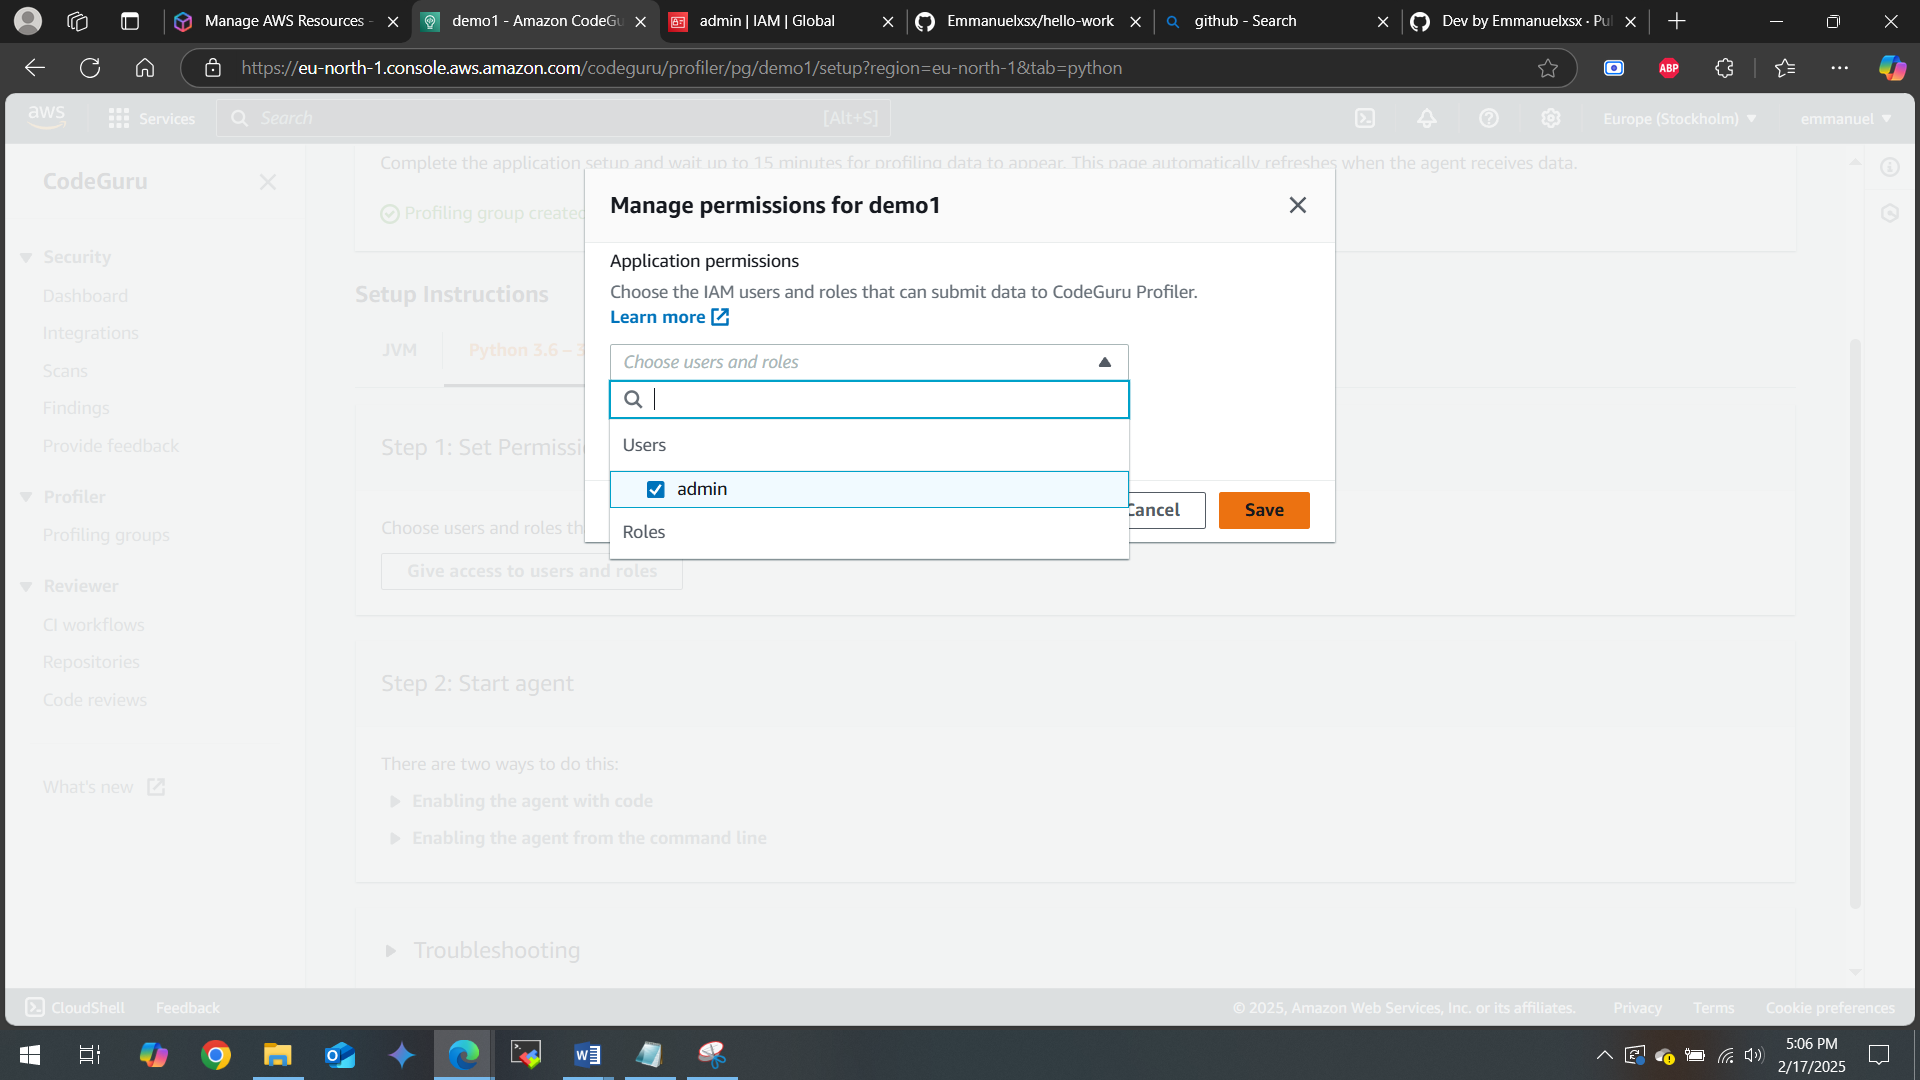 Manage AWS Resources -
demo1 - Amazon CodeGu
admin | IAM | Global
Emmanuelxsx/hello-work
github - Search
Dev by Emmanuelxsx · Pul
https://eu-north-1.console.aws.amazon.com/codeguru/profiler/pg/demo1/setup?region=eu-north-1&tab=python
ABP
aws
Services
Search
[Alt+S]
Europe (Stockholm)
emmanuel
CodeGuru
Security
Dashboard
Integrations
Scans
Findings
Provide feedback
Profiler
Profiling groups
Reviewer
CI workflows
Repositories
Code reviews
What's new
Complete the application setup and wait up to 15 minutes for profiling data to appear. This page automatically refreshes when the agent receives data.
Profiling group created
Setup Instructions
JVM
Python 3.6 – 3
Step 1: Set Permissi
Choose users and roles th
Give access to users and roles
Manage permissions for demo1
Application permissions
Choose the IAM users and roles that can submit data to CodeGuru Profiler.
Learn more
Choose users and roles
Users
admin
Roles
Cancel
Save
Step 2: Start agent
There are two ways to do this:
Enabling the agent with code
Enabling the agent from the command line
Troubleshooting
CloudShell
Feedback
© 2025, Amazon Web Services, Inc. or its affiliates.
Privacy
Terms
Cookie preferences
5:06 PM
2/17/2025